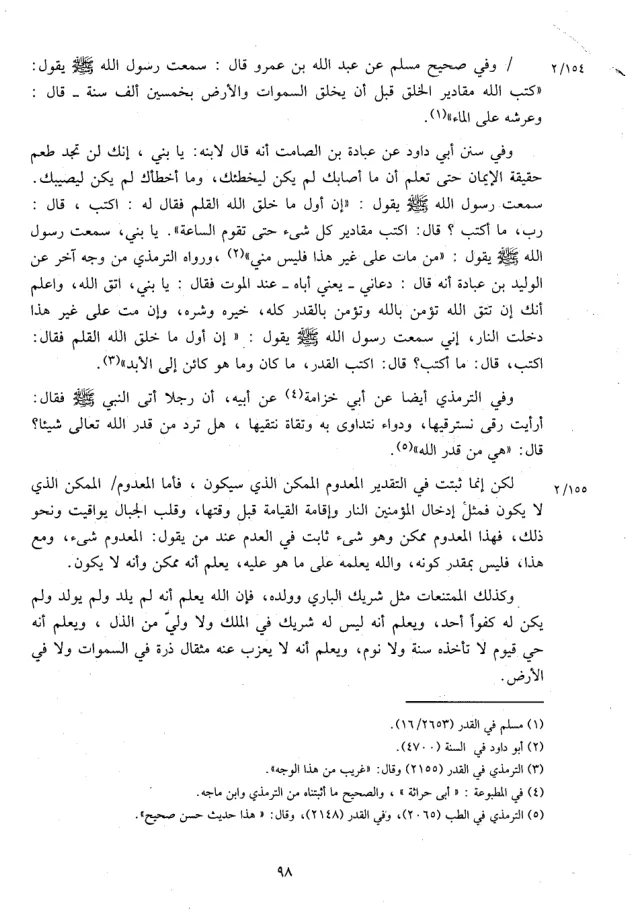 ٢/١٥٤ / وفي صحيح مسلم عن عبد الله بن عمرو قال : سمعت رسول الله ﷺ يقول:
«كتب الله مقادير الخلق قبل أن يخلق السموات والأرض بخمسين ألف سنة ـ قال :
وعرشه على الماء»(١).
وفي سنن أبي داود عن عبادة بن الصامت أنه قال لابنه: يا بني ، إنك لن تجد طعم
حقيقة الإيمان حتى تعلم أن ما أصابك لم يكن ليخطئك، وما أخطأك لم يكن ليصيبك.
سمعت رسول الله ﷺ يقول : «إن أول ما خلق الله القلم فقال له : اكتب ، قال :
رب، ما أكتب ؟ قال: اكتب مقادير كل شىء حتى تقوم الساعة». يا بني، سمعت رسول
الله ﷺ يقول : «من مات على غير هذا فليس مني»(٢) ، ورواه الترمذي من وجه آخر عن
الوليد بن عبادة أنه قال : دعاني ـ يعني أباه ـ عند الموت فقال : يا بني، اتق الله، واعلم
أنك إن تتق الله تؤمن بالله وتؤمن بالقدر كله، خيره وشره، وإن مت على غير هذا
دخلت النار، إني سمعت رسول الله ﷺ يقول : « إن أول ما خلق الله القلم فقال:
اكتب، قال: ما أكتب؟ قال: اكتب القدر، ما كان وما هو كائن إلى الأبد»(٣).
وفي الترمذي أيضا عن أبي خزامة(٤) عن أبيه، أن رجلا أتى النبي ﷺ فقال:
أرأيت رقى نسترقيها، ودواء نتداوى به وتقاة نتقيها ، هل ترد من قدر الله تعالى شيئا؟
قال: «هي من قدر الله»(٥).
٢/١٥٥ لكن إنما ثبتت في التقدير المعدوم الممكن الذي سيكون ، فأما المعدوم/ الممكن الذي
لا يكون فمثل إدخال المؤمنين النار وإقامة القيامة قبل وقتها، وقلب الجبال يواقيت ونحو
ذلك، فهذا المعدوم ممكن وهو شىء ثابت في العدم عند من يقول: المعدوم شىء، ومع
هذا، فليس بمقدر كونه، والله يعلمه على ما هو عليه، يعلم أنه ممكن وأنه لا يكون.
وكذلك الممتنعات مثل شريك الباري وولده، فإن الله يعلم أنه لم يلد ولم يولد ولم
يكن له كفواً أحد، ويعلم أنه ليس له شريك في الملك ولا وليّ من الذل ، ويعلم أنه
حي قيوم لا تأخذه سنة ولا نوم، ويعلم أنه لا يعزب عنه مثقال ذرة في السموات ولا في
الأرض.
(١) مسلم في القدر (١٦/٢٦٥٣).
(٢) أبو داود في السنة (٤٧٠٠).
(٣) الترمذي في القدر (٢١٥٥) وقال: «غريب من هذا الوجه».
(٤) في المطبوعة : « أبى حراثة » ، والصحيح ما أثبتناه من الترمذي وابن ماجه.
(٥) الترمذي في الطب (٢٠٦٥)، وفي القدر (٢١٤٨)، وقال: « هذا حديث حسن صحيح».
٩٨